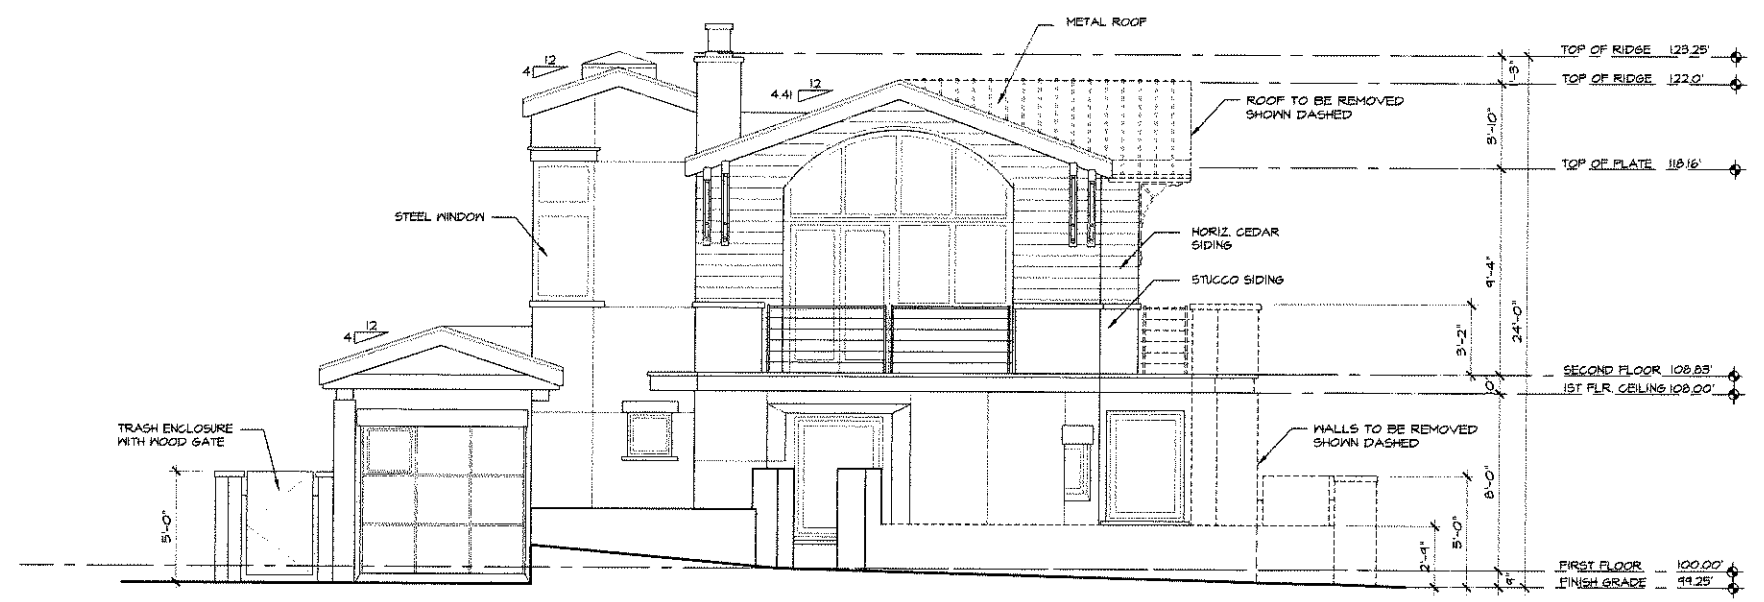 METAL ROOF
TOP OF RIDGE 123.25'
12
4
1'-3"
TOP OF RIDGE 122.0'
12
4.41
ROOF TO BE REMOVED
SHOWN DASHED
3'-10"
TOP OF PLATE 118.16'
STEEL WINDOW
HORIZ. CEDAR
SIDING
9'-4"
STUCCO SIDING
24'-0"
12
4
3'-2"
SECOND FLOOR 108.83'
1ST FLR. CEILING 108.00'
TRASH ENCLOSURE
WITH WOOD GATE
WALLS TO BE REMOVED
SHOWN DASHED
8'-0"
5'-0"
5'-0"
2'-9"
FIRST FLOOR 100.00'
9"
FINISH GRADE 99.25'